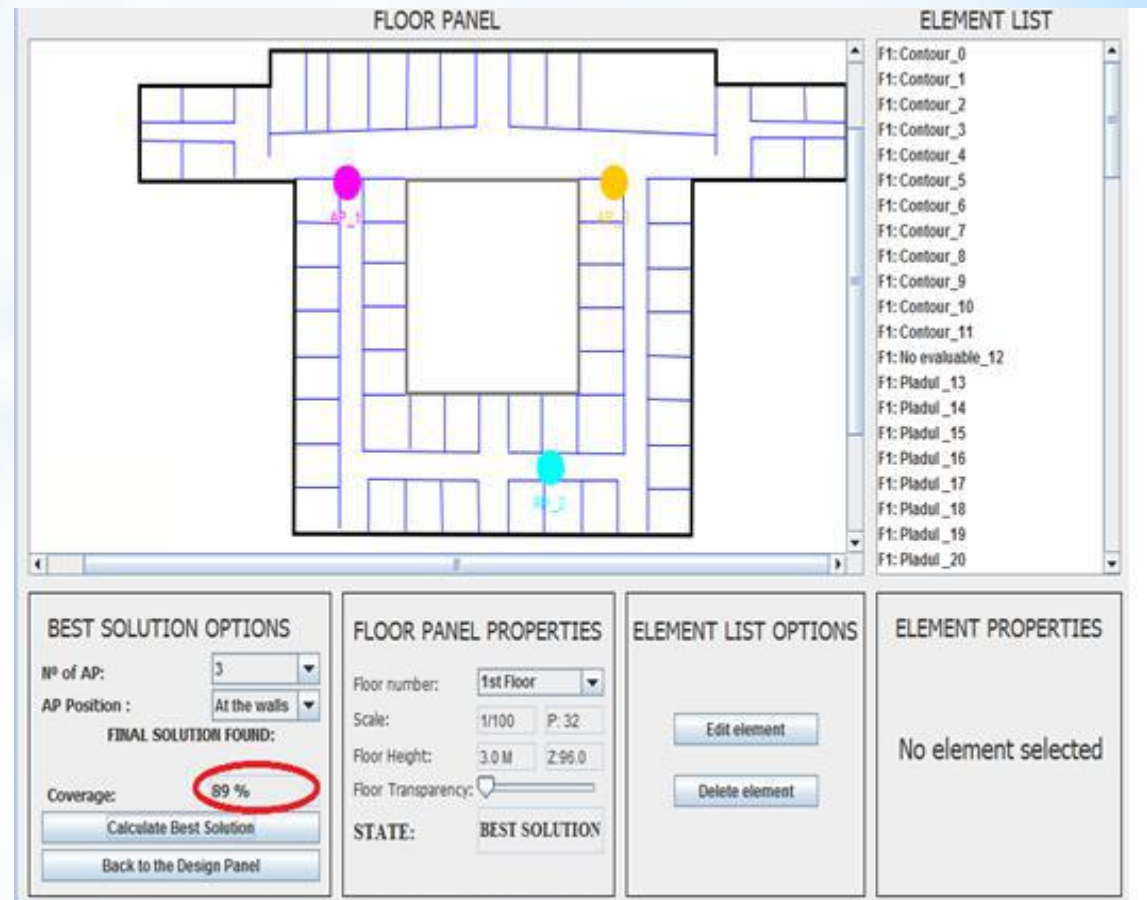 FLOOR PANEL
ELEMENT LIST
F1: Contour_0
F1: Contour_1
F1: Contour_2
F1: Contour_3
F1: Contour_4
F1: Contour_5
F1: Contour_6
F1: Contour_7
F1: Contour_8
F1: Contour_9
F1: Contour_10
F1: Contour_11
F1: No evaluable_12
F1: Pladul _13
F1: Pladul _14
F1: Pladul _15
F1: Pladul _16
F1: Pladul _17
F1: Pladul _18
F1: Pladul _19
F1: Pladul _20
AP_1
AP_2
BEST SOLUTION OPTIONS
Nº of AP: 3
AP Position : At the walls
FINAL SOLUTION FOUND:
Coverage: 89 %
Calculate Best Solution
Back to the Design Panel
FLOOR PANEL PROPERTIES
Floor number: 1st Floor
Scale: 1/100 P: 32
Floor Height: 3.0 M Z:96.0
Floor Transparency:
STATE: BEST SOLUTION
ELEMENT LIST OPTIONS
Edit element
Delete element
ELEMENT PROPERTIES
No element selected